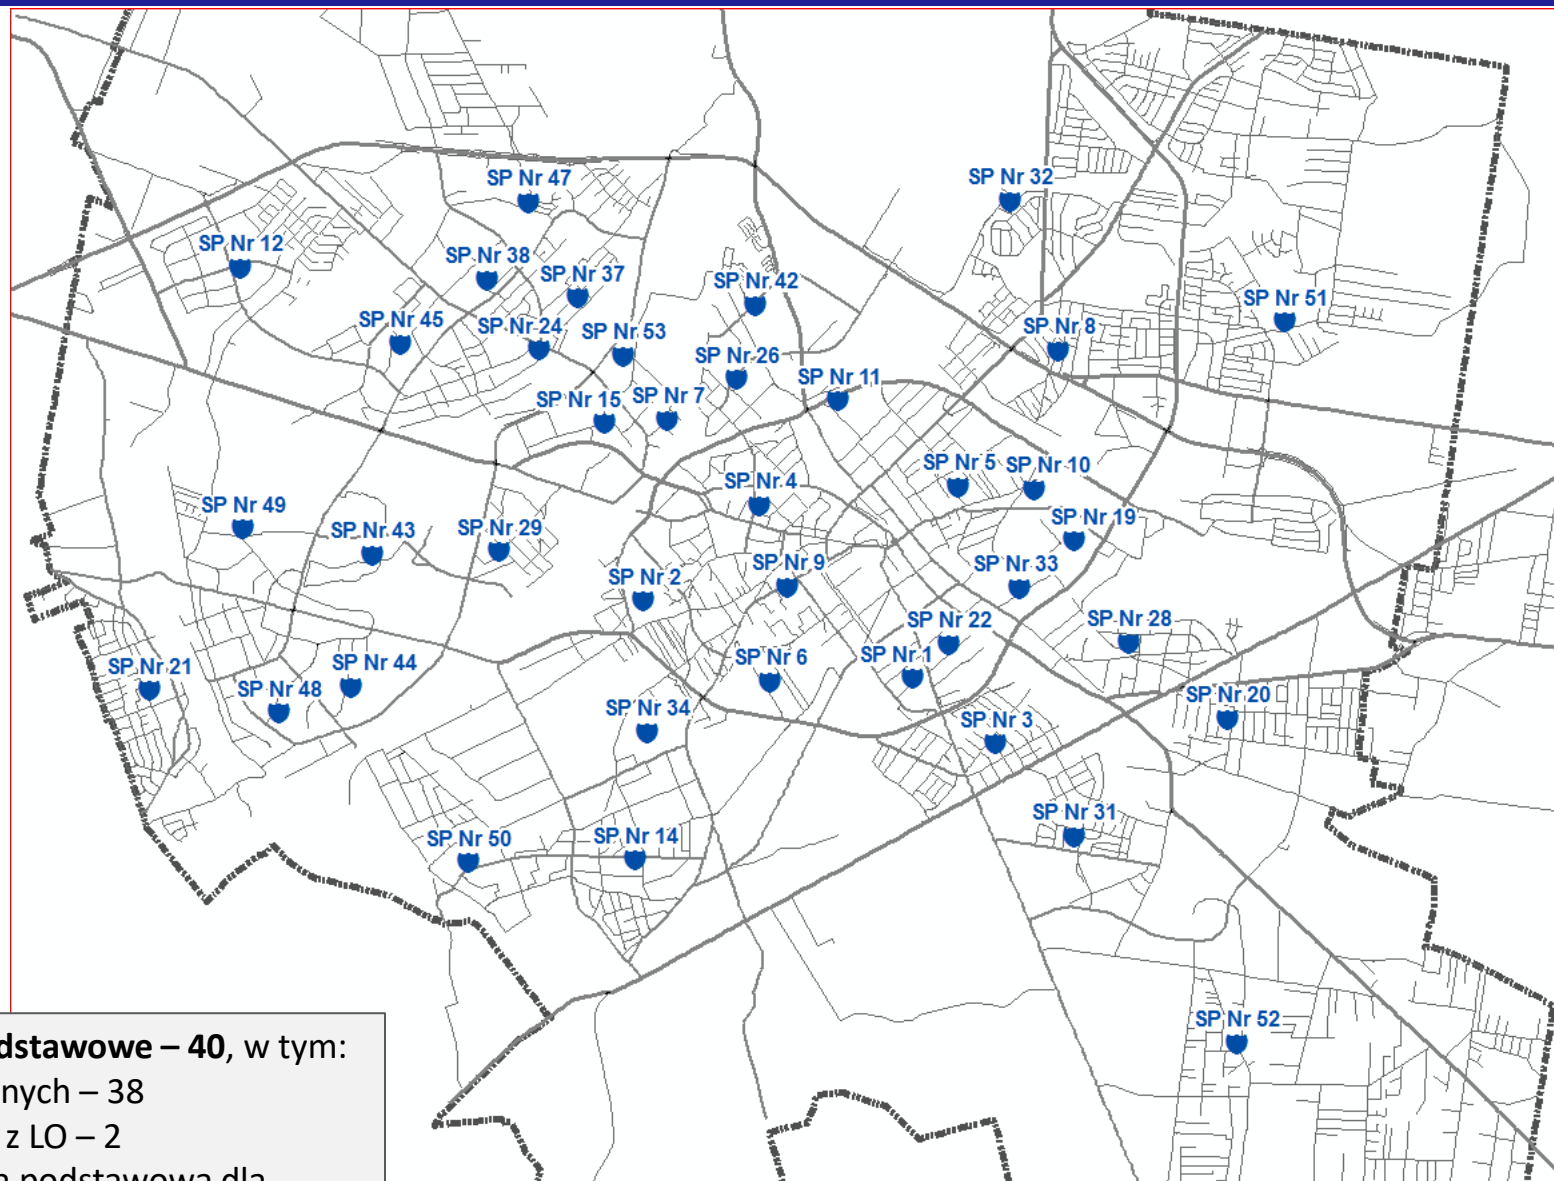 SP Nr 47
SP Nr 32
SP Nr 12
SP Nr 38
SP Nr 37
SP Nr 42
SP Nr 51
SP Nr 45
SP Nr 24
SP Nr 53
SP Nr 8
SP Nr 26
SP Nr 11
SP Nr 15
SP Nr 7
SP Nr 5
SP Nr 10
SP Nr 4
SP Nr 49
SP Nr 43
SP Nr 29
SP Nr 19
SP Nr 9
SP Nr 33
SP Nr 2
SP Nr 22
SP Nr 28
SP Nr 21
SP Nr 44
SP Nr 6
SP Nr 1
SP Nr 48
SP Nr 20
SP Nr 34
SP Nr 3
SP Nr 31
SP Nr 50
SP Nr 14
SP Nr 52
dstawowe – 40, w tym:
nych – 38
z LO – 2
podstawowa dla